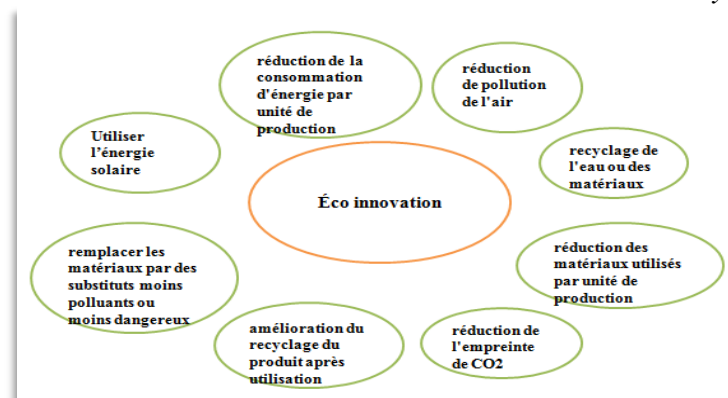 réduction de la
consommation
d'énergie par
unité de
production
réduction
de pollution
de l'air
Utiliser
l'énergie
solaire
recyclage de
l'eau ou des
matériaux
Éco innovation
remplacer les
matériaux par des
substituts moins
polluants ou
moins dangereux
réduction des
matériaux utilisés
par unité de
production
amélioration du
recyclage du
produit après
utilisation
réduction de
l'empreinte
de CO2